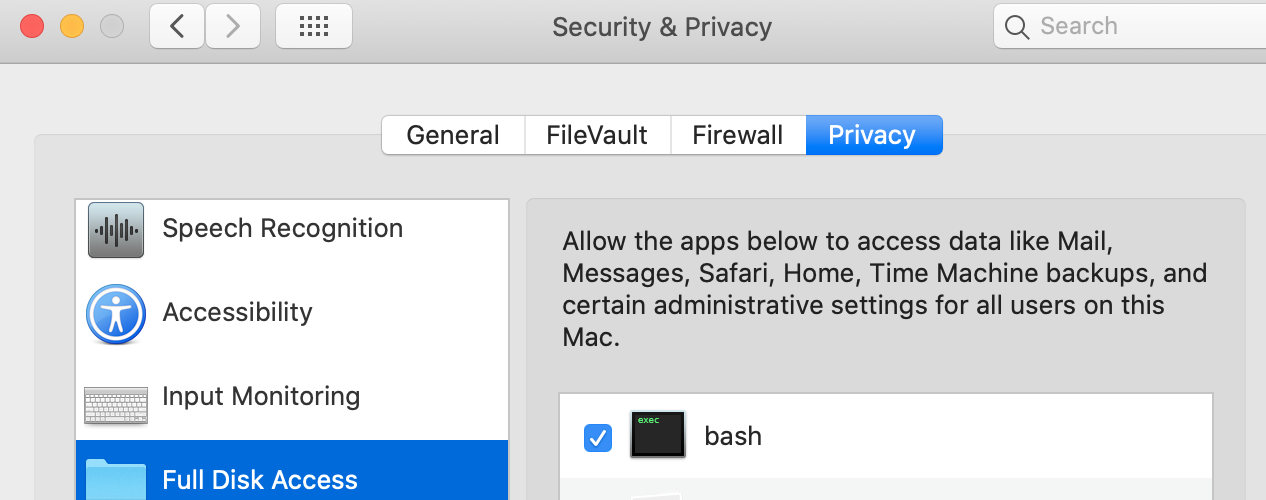 Security & Privacy
Search
General
FileVault
Firewall
Privacy
Speech Recognition
Accessibility
Input Monitoring
Full Disk Access
Allow the apps below to access data like Mail,
Messages, Safari, Home, Time Machine backups, and
certain administrative settings for all users on this
Mac.
exec
bash